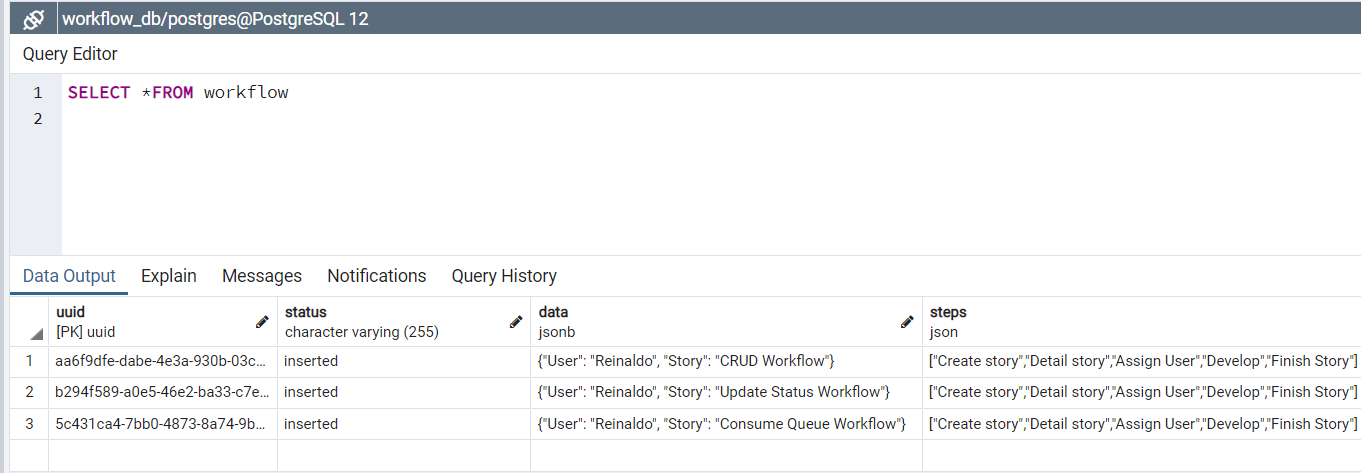 workflow_db/postgres@PostgreSQL 12
Query Editor
1 SELECT *FROM workflow
2
Data Output Explain Messages Notifications Query History
uuid status data steps
[PK] uuid character varying (255) jsonb json
1 aa6f9dfe-dabe-4e3a-930b-03c... inserted {"User": "Reinaldo", "Story": "CRUD Workflow"} ["Create story","Detail story","Assign User","Develop","Finish Story"]
2 b294f589-a0e5-46e2-ba33-c7e... inserted {"User": "Reinaldo", "Story": "Update Status Workflow"} ["Create story","Detail story","Assign User","Develop","Finish Story"]
3 5c431ca4-7bb0-4873-8a74-9b... inserted {"User": "Reinaldo", "Story": "Consume Queue Workflow"} ["Create story","Detail story","Assign User","Develop","Finish Story"]